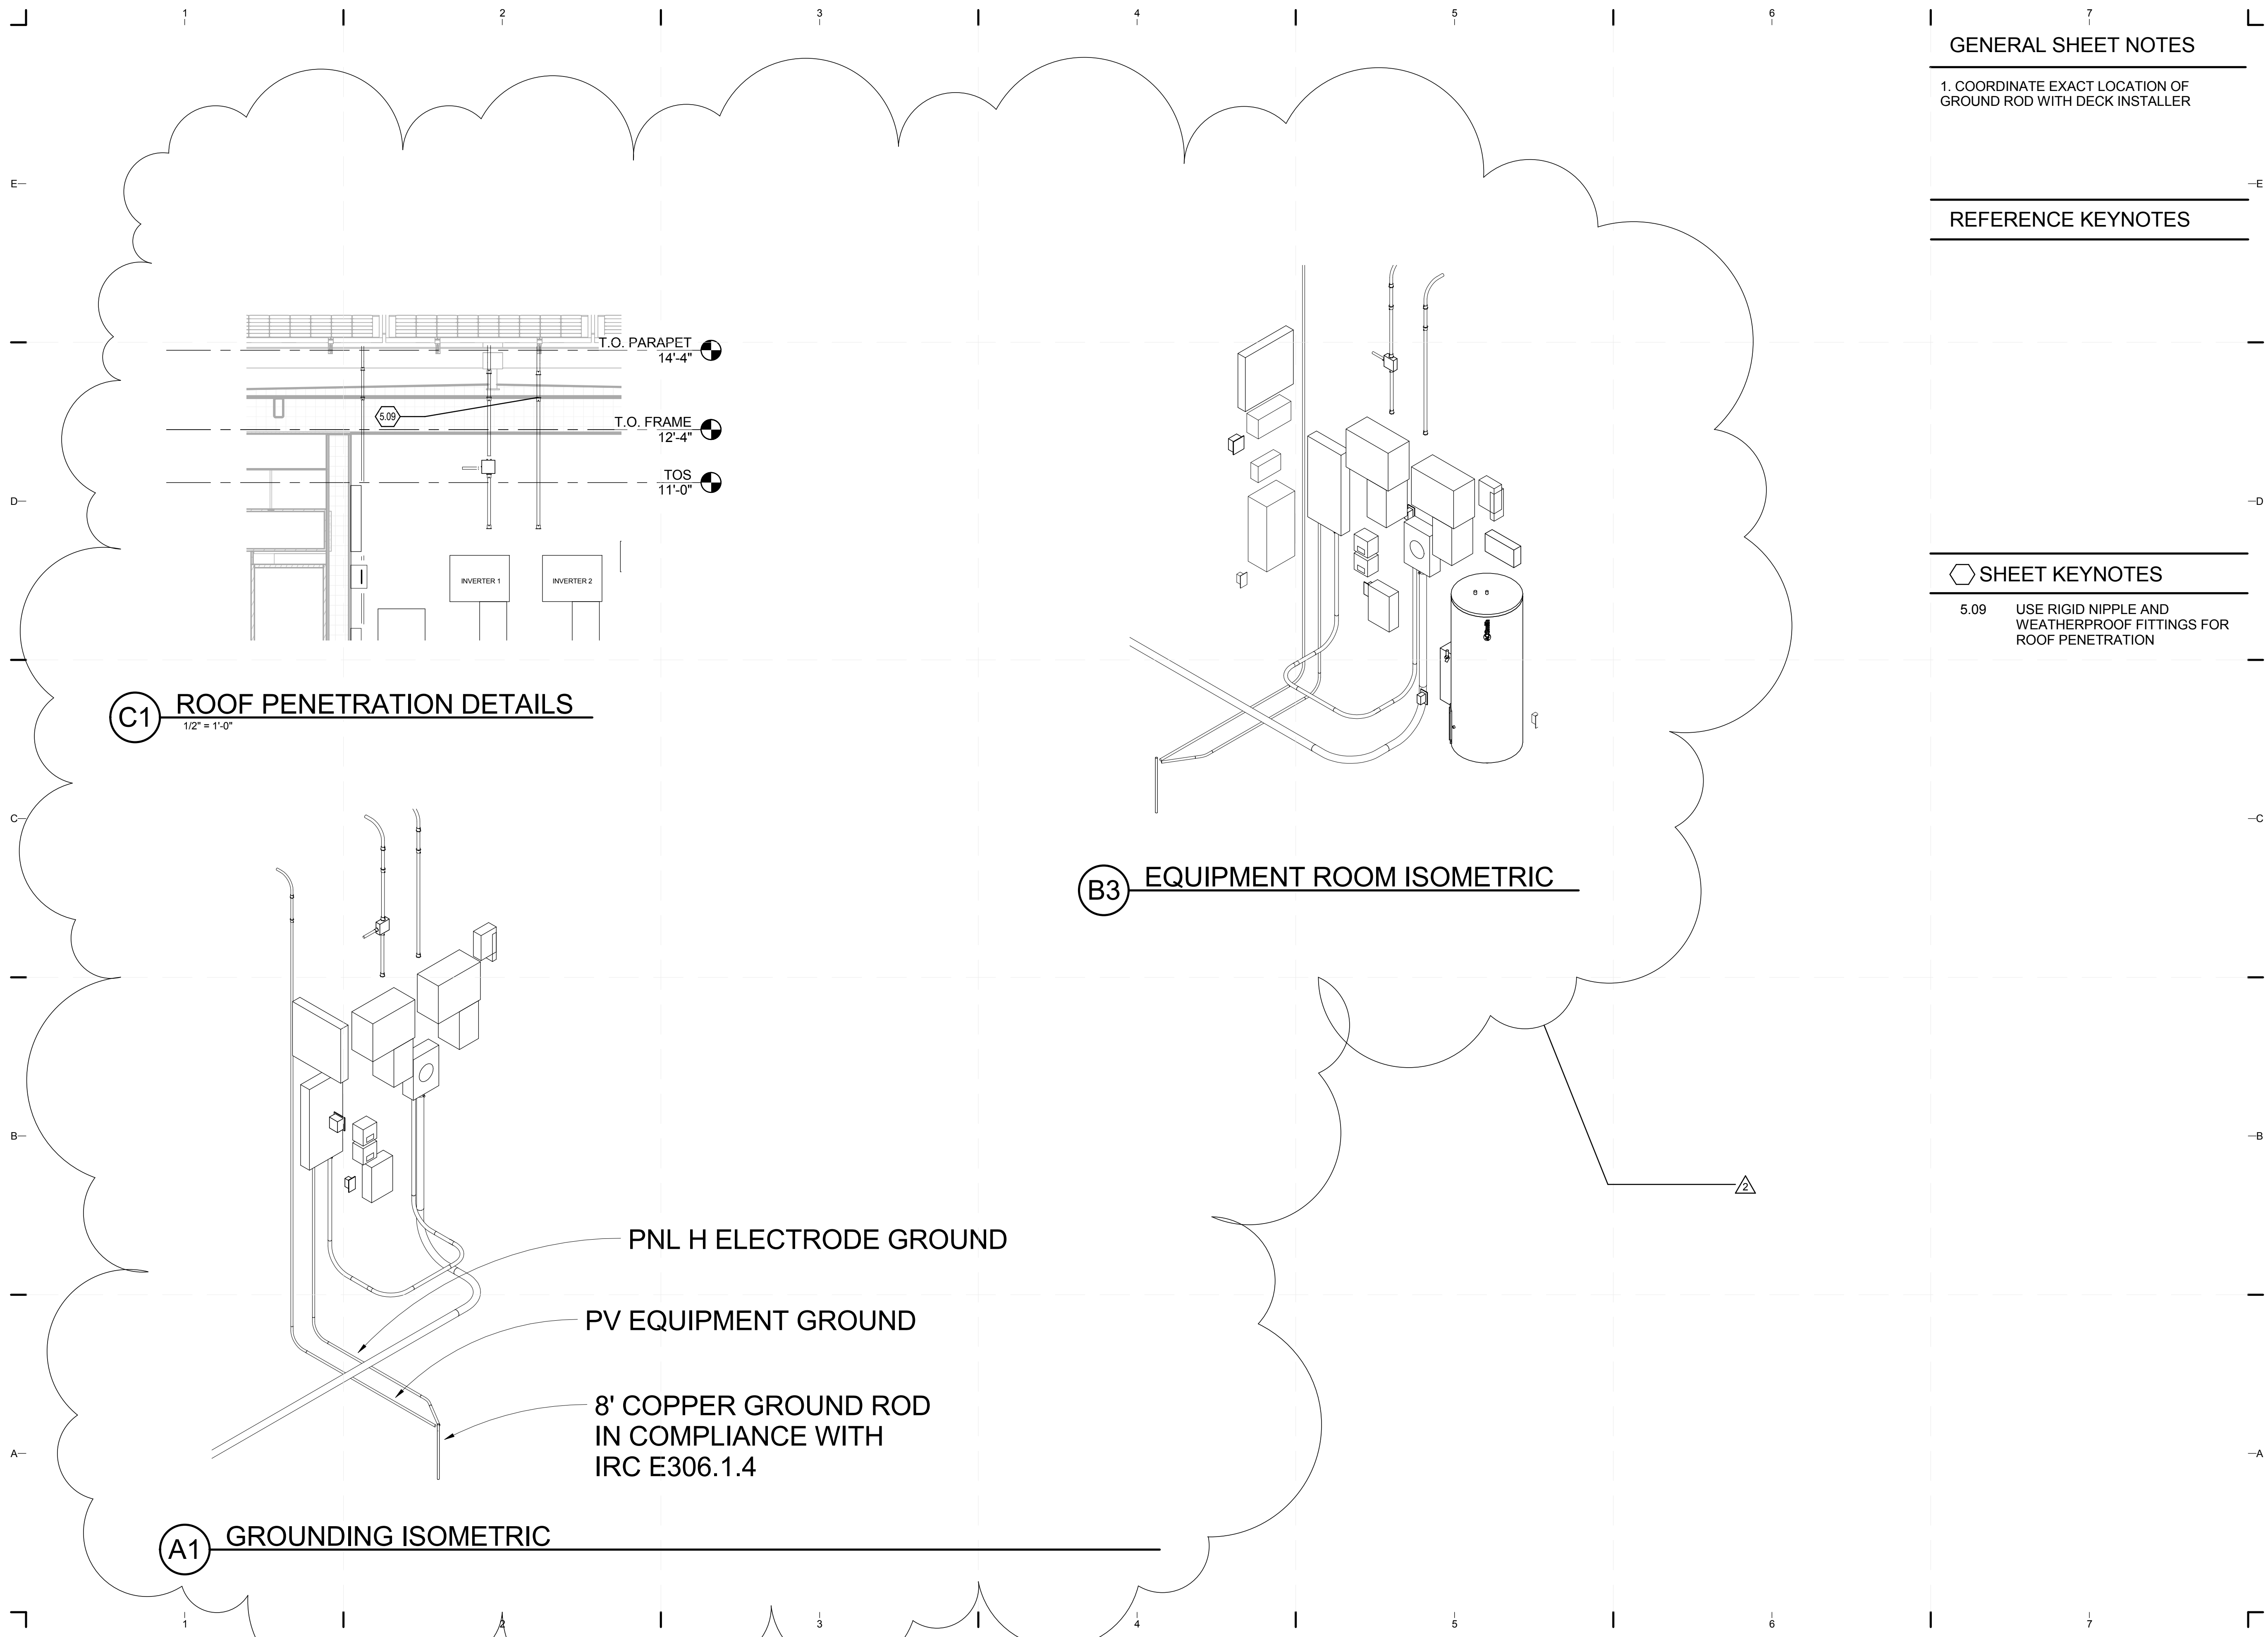 1 2 3 4 5 6 7
GENERAL SHEET NOTES
1. COORDINATE EXACT LOCATION OF
GROUND ROD WITH DECK INSTALLER
E E
REFERENCE KEYNOTES
T.O. PARAPET
14'-4"
5.09
T.O. FRAME
12'-4"
TOS
11'-0"
D D
INVERTER 1 INVERTER 2
SHEET KEYNOTES
5.09 USE RIGID NIPPLE AND
WEATHERPROOF FITTINGS FOR
ROOF PENETRATION
C1 ROOF PENETRATION DETAILS
1/2" = 1'-0"
C C
B3 EQUIPMENT ROOM ISOMETRIC
B B
2
PNL H ELECTRODE GROUND
PV EQUIPMENT GROUND
8' COPPER GROUND ROD
IN COMPLIANCE WITH
IRC E306.1.4
A A
A1 GROUNDING ISOMETRIC
1 2 3 4 5 6 7